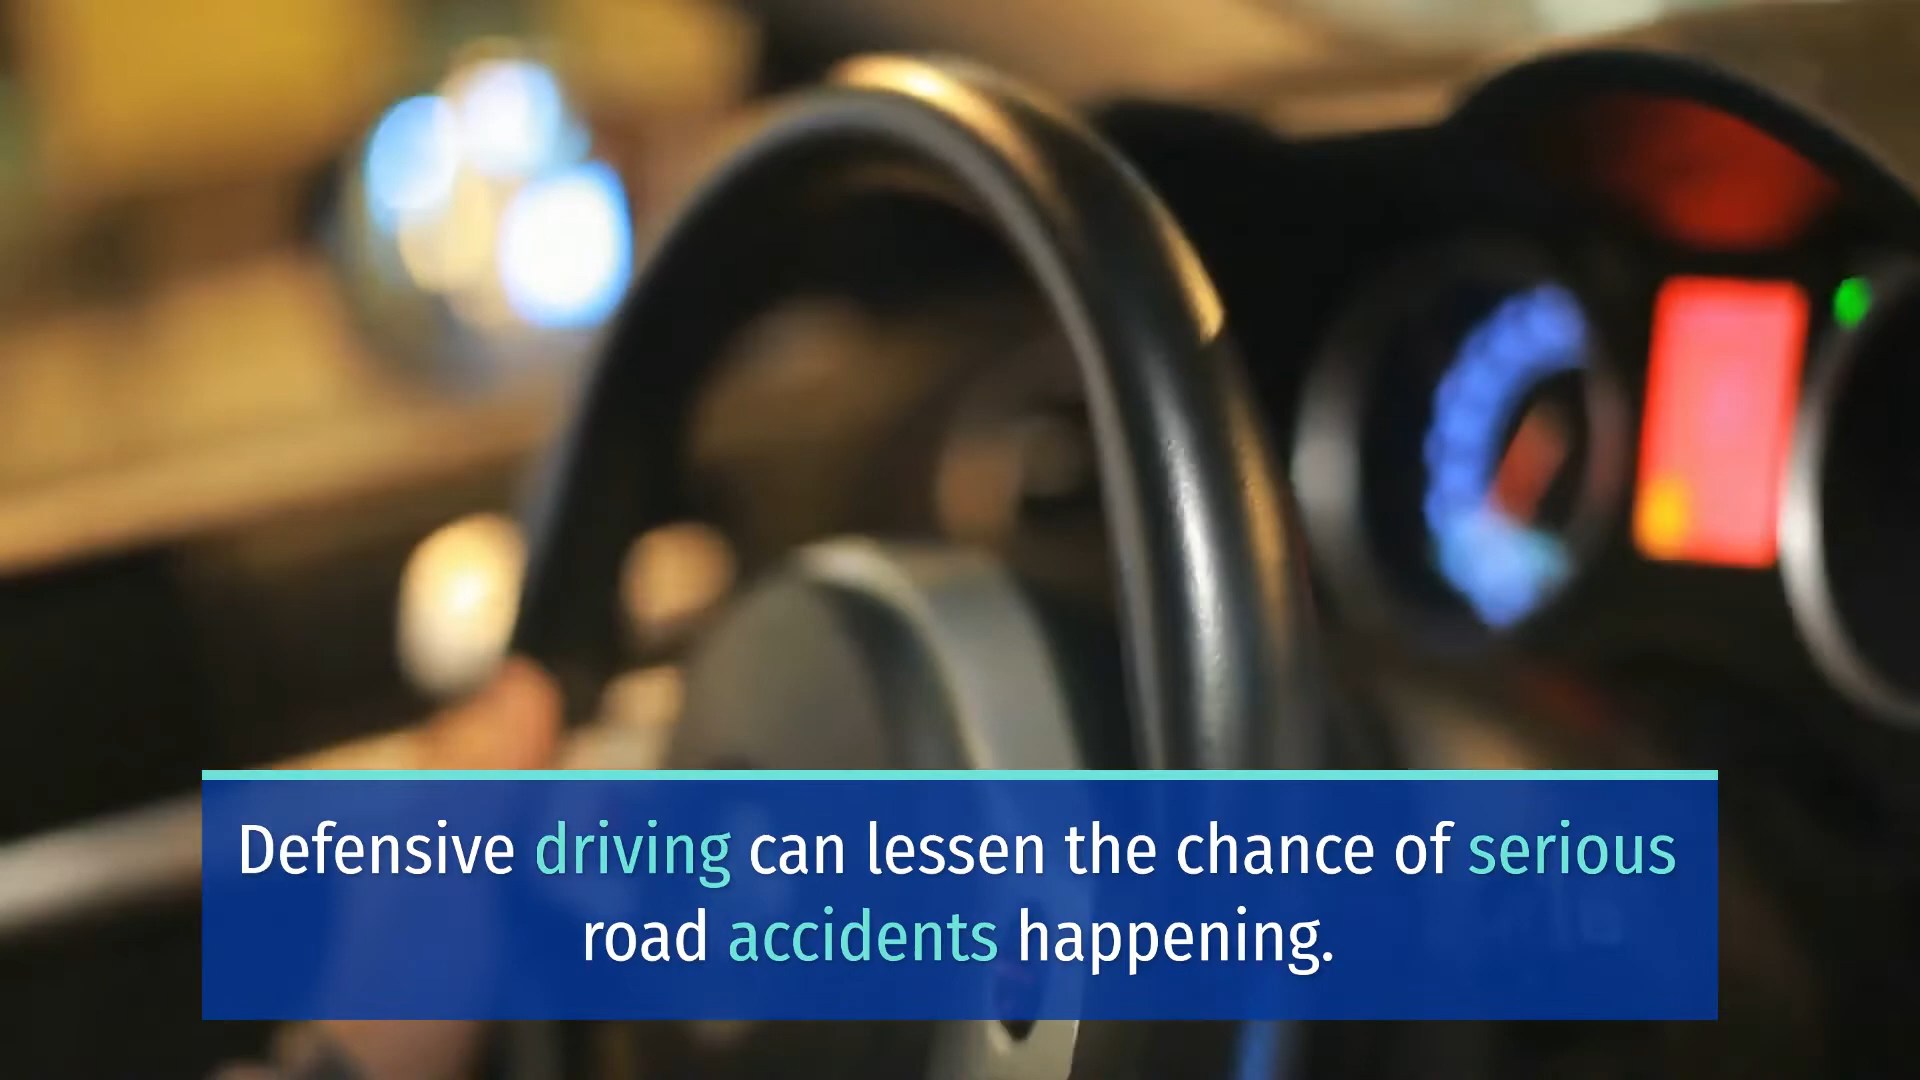 Defensive driving can lessen the chance of serious
road accidents happening.